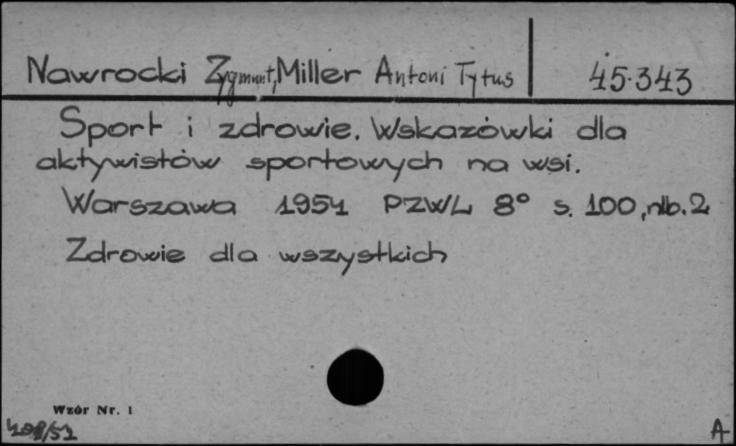 Nawrocki Zygmunt, Miller Antoni Tytus
45.343
Sport i zdrowie. Wskazówki dla
aktywistów sportowych na wsi.
Warszawa 1954 PZWL 8° s. 100, nlb. 2
Zdrowie dla wszystkich
Wzór Nr. 1
A